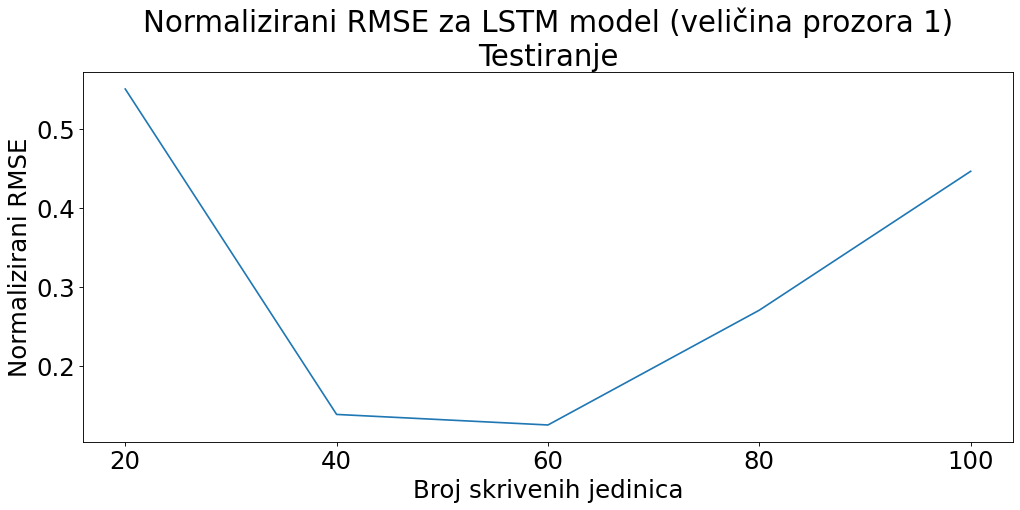 Normalizirani RMSE za LSTM model (veličina prozora 1)
Testiranje
Normalizirani RMSE
0.5
0.4
0.3
0.2
20 40 60 80 100
Broj skrivenih jedinica